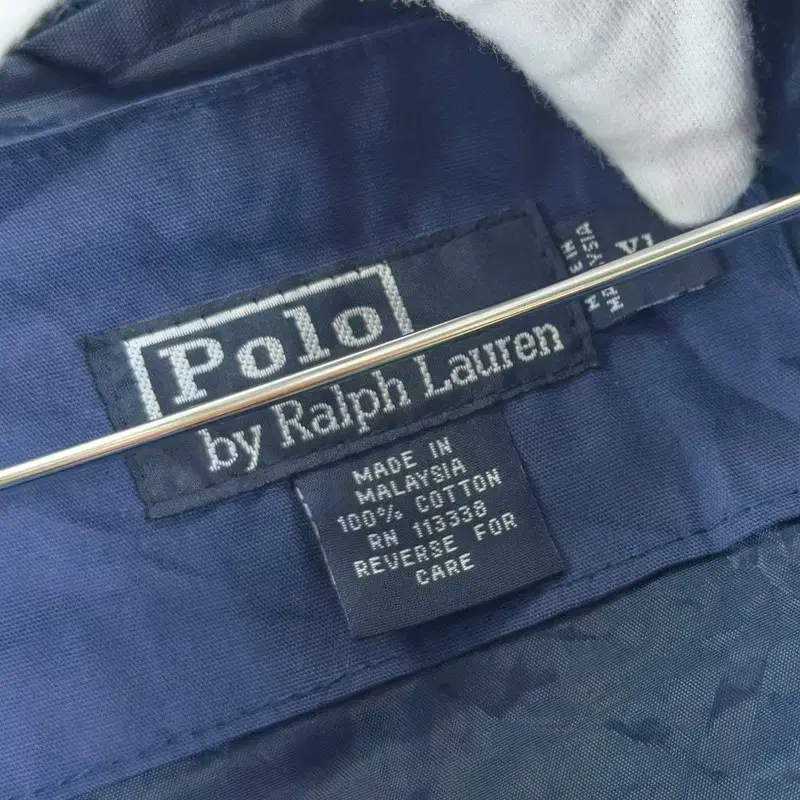 Polo
by Ralph Lauren
MADE IN
MALAYSIA
100% COTTON
RN 113338
REVERSE FOR
CARE